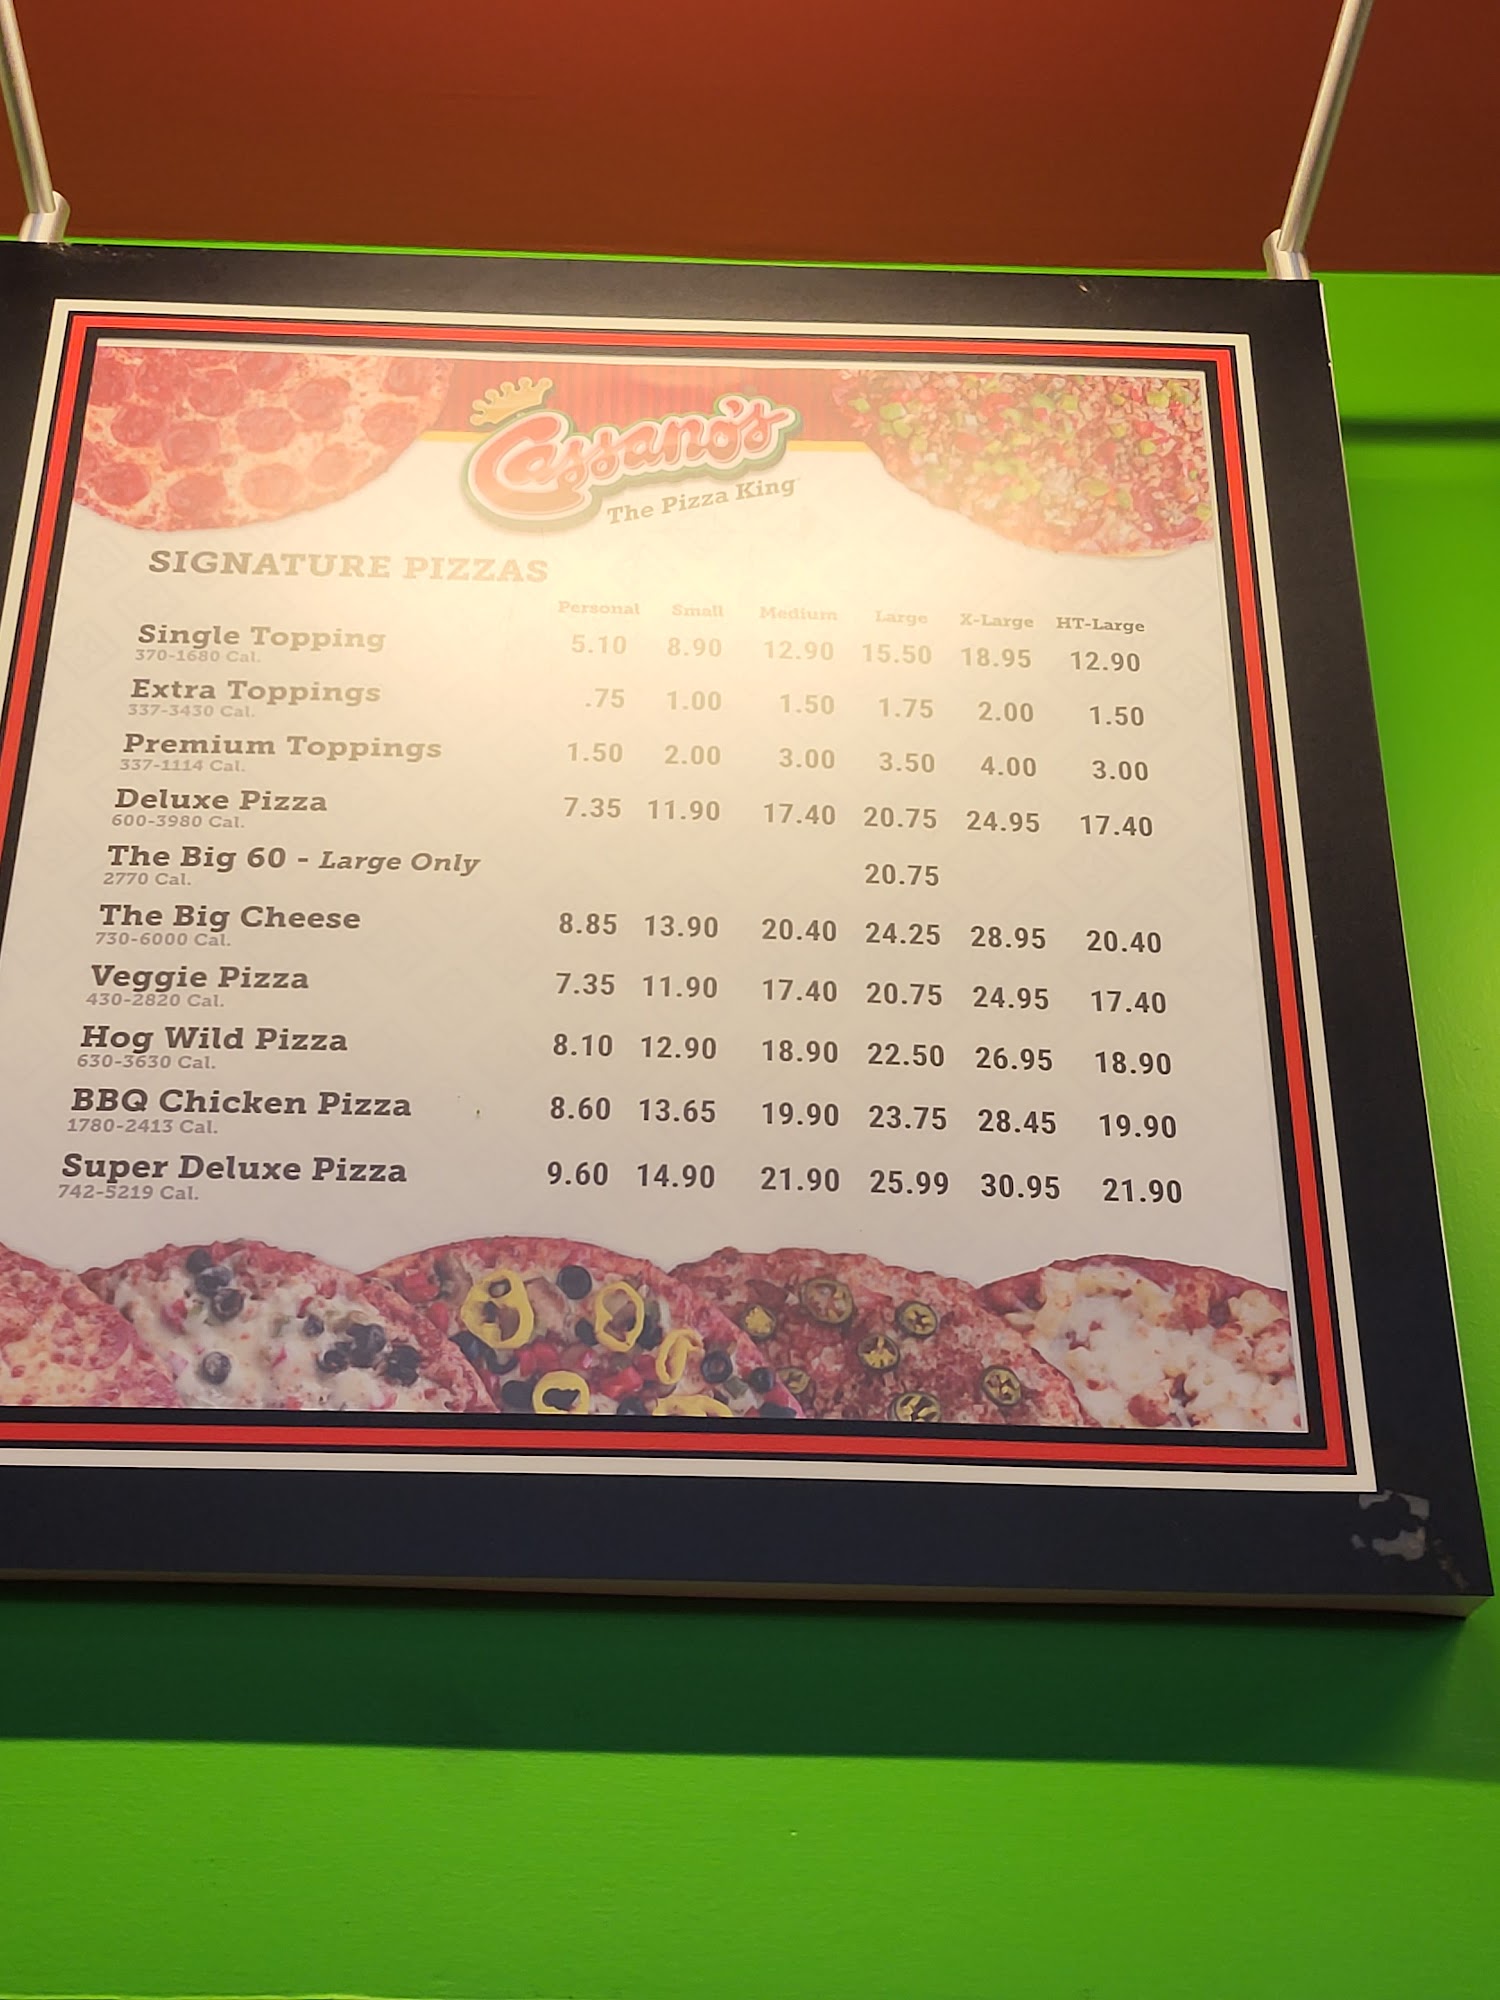 Cassano's
The Pizza King
SIGNATURE PIZZAS
Personal Small Medium Large X-Large HT-Large
Single Topping 5.10 8.90 12.90 15.50 18.95 12.90
370-1680 Cal.
Extra Toppings .75 1.00 1.50 1.75 2.00 1.50
337-3430 Cal.
Premium Toppings 1.50 2.00 3.00 3.50 4.00 3.00
337-1114 Cal.
Deluxe Pizza 7.35 11.90 17.40 20.75 24.95 17.40
600-3980 Cal.
The Big 60 - Large Only 20.75
2770 Cal.
The Big Cheese 8.85 13.90 20.40 24.25 28.95 20.40
730-6000 Cal.
Veggie Pizza 7.35 11.90 17.40 20.75 24.95 17.40
430-2820 Cal.
Hog Wild Pizza 8.10 12.90 18.90 22.50 26.95 18.90
630-3630 Cal.
BBQ Chicken Pizza 8.60 13.65 19.90 23.75 28.45 19.90
1780-2413 Cal.
Super Deluxe Pizza 9.60 14.90 21.90 25.99 30.95 21.90
742-5219 Cal.